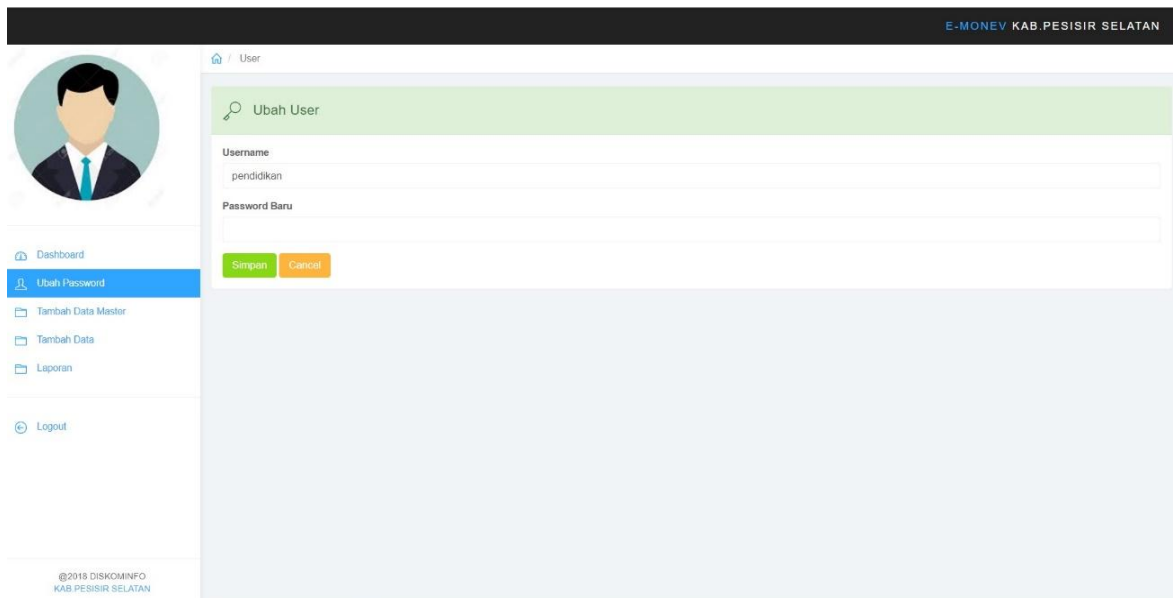 E-MONEV KAB.PESISIR SELATAN
/ User
Ubah User
Username
pendidikan
Password Baru
Simpan Cancel
Dashboard
Ubah Password
Tambah Data Master
Tambah Data
Laporan
Logout
@2018 DISKOMINFO
KAB.PESISIR SELATAN